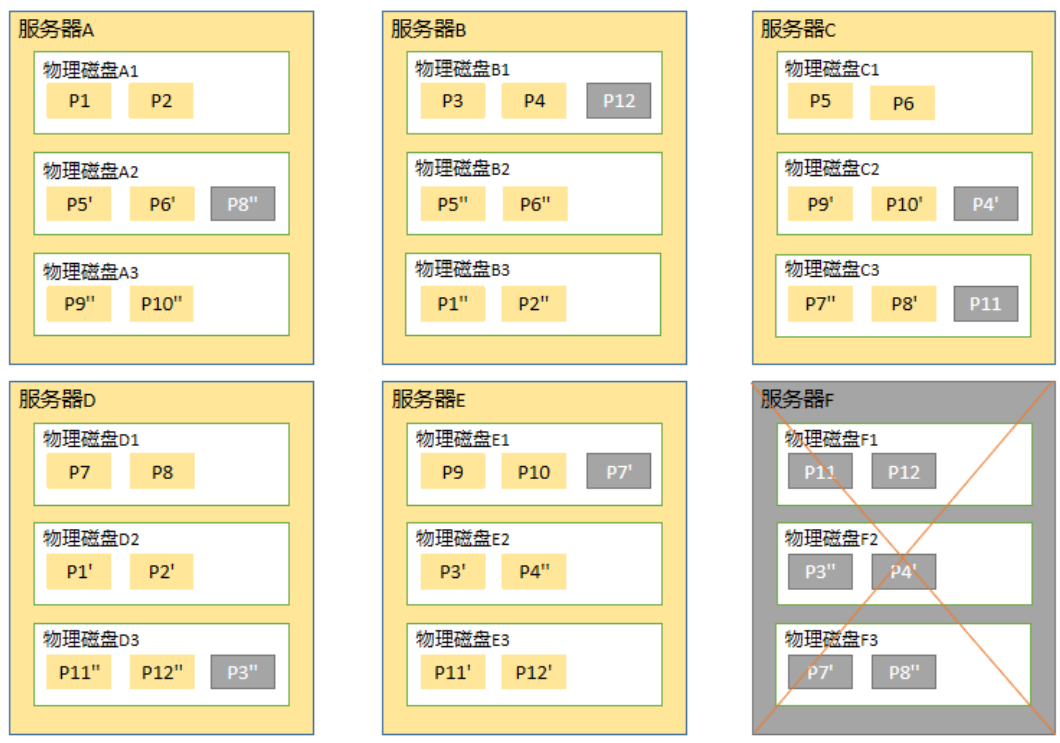 服务器A
物理磁盘A1
P1 P2
物理磁盘A2
P5' P6' P8''
物理磁盘A3
P9'' P10''
服务器B
物理磁盘B1
P3 P4 P12
物理磁盘B2
P5'' P6''
物理磁盘B3
P1'' P2''
服务器C
物理磁盘C1
P5 P6
物理磁盘C2
P9' P10' P4'
物理磁盘C3
P7'' P8' P11
服务器D
物理磁盘D1
P7 P8
物理磁盘D2
P1' P2'
物理磁盘D3
P11'' P12'' P3''
服务器E
物理磁盘E1
P9 P10 P7'
物理磁盘E2
P3' P4''
物理磁盘E3
P11' P12'
服务器F
物理磁盘F1
P11 P12
物理磁盘F2
P3'' P4'
物理磁盘F3
P7' P8''